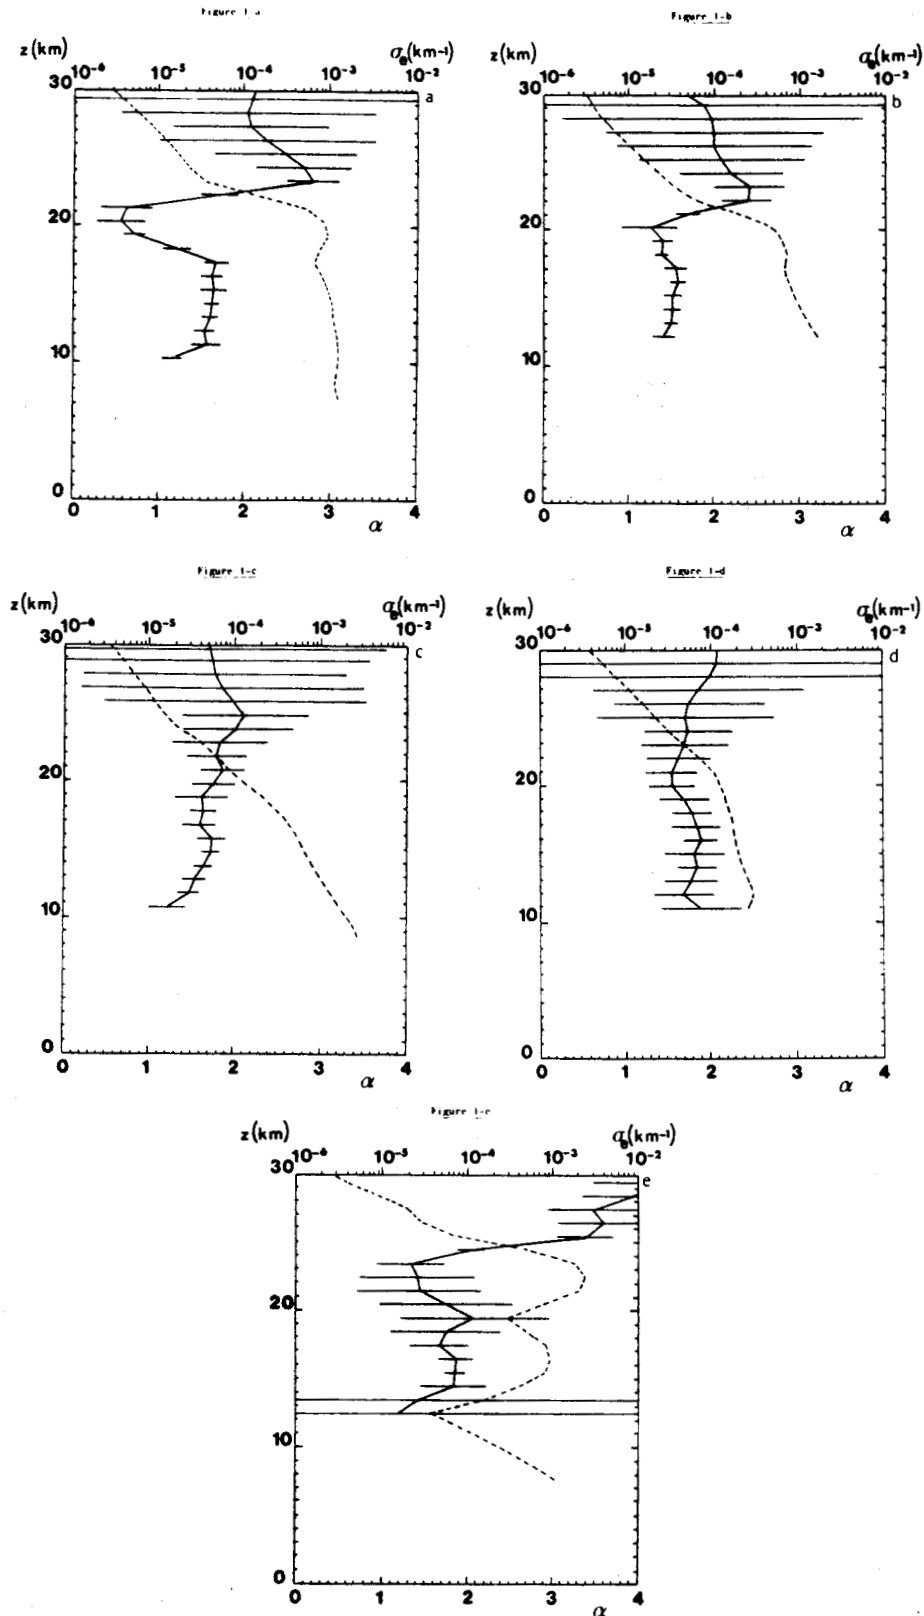 Figure 1-a
z (km)
σₑ(km⁻¹)
10⁻⁶ 10⁻⁵ 10⁻⁴ 10⁻³ 10⁻²
a
30
20
10
0
0 1 2 3 4
α
Figure 1-b
z (km)
σₑ(km⁻¹)
10⁻⁶ 10⁻⁵ 10⁻⁴ 10⁻³ 10⁻²
b
30
20
10
0
0 1 2 3 4
α
Figure 1-c
z (km)
σₑ(km⁻¹)
10⁻⁶ 10⁻⁵ 10⁻⁴ 10⁻³ 10⁻²
c
30
20
10
0
0 1 2 3 4
α
Figure 1-d
z (km)
σₑ(km⁻¹)
10⁻⁶ 10⁻⁵ 10⁻⁴ 10⁻³ 10⁻²
d
30
20
10
0
0 1 2 3 4
α
Figure 1-e
z (km)
σₑ(km⁻¹)
10⁻⁶ 10⁻⁵ 10⁻⁴ 10⁻³ 10⁻²
e
30
20
10
0
0 1 2 3 4
α